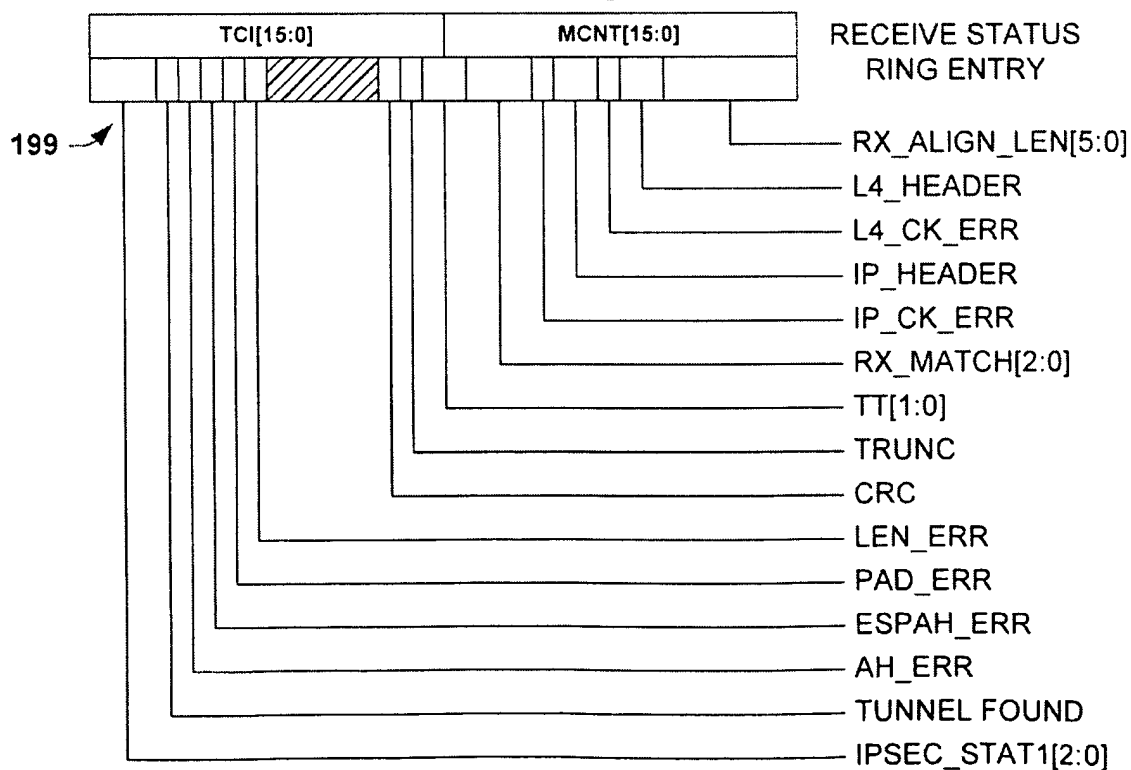 TCI[15:0] MCNT[15:0]
RECEIVE STATUS
RING ENTRY
199
RX_ALIGN_LEN[5:0]
L4_HEADER
L4_CK_ERR
IP_HEADER
IP_CK_ERR
RX_MATCH[2:0]
TT[1:0]
TRUNC
CRC
LEN_ERR
PAD_ERR
ESPAH_ERR
AH_ERR
TUNNEL FOUND
IPSEC_STAT1[2:0]